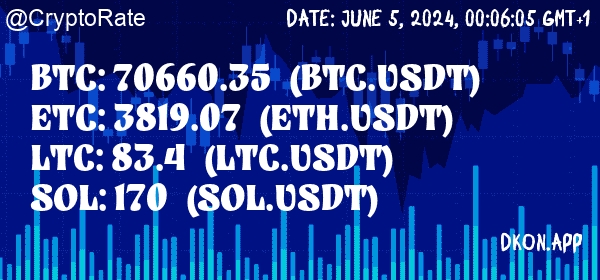 @CryptoRate
DATE: JUNE 5, 2024, 00:06:05 GMT+1
BTC: 70660.35 (BTC.USDT)
ETC: 3819.07 (ETH.USDT)
LTC: 83.4 (LTC.USDT)
SOL: 170 (SOL.USDT)
DKON.APP